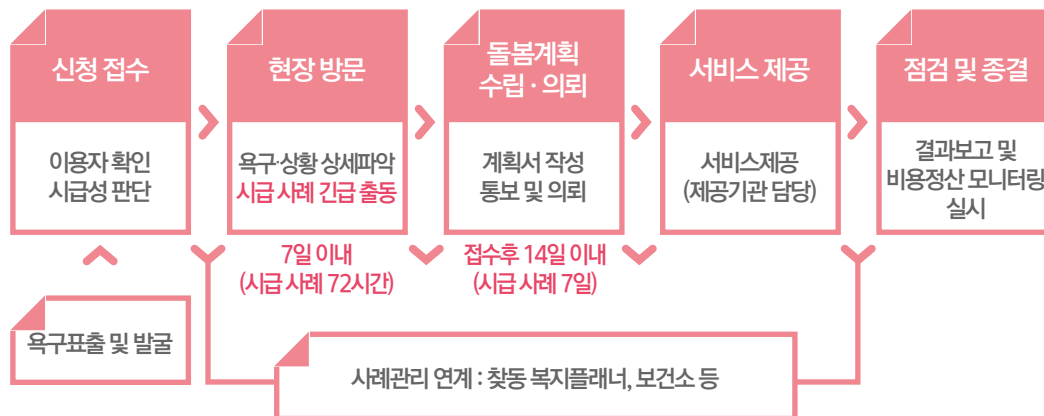 신청 접수
이용자 확인
시급성 판단
현장 방문
욕구·상황 상세파악
시급 사례 긴급 출동
7일 이내
(시급 사례 72시간)
돌봄계획
수립·의뢰
계획서 작성
통보 및 의뢰
접수후 14일 이내
(시급 사례 7일)
서비스 제공
서비스제공
(제공기관 담당)
점검 및 종결
결과보고 및
비용정산 모니터링
실시
욕구표출 및 발굴
사례관리 연계 : 찾동 복지플래너, 보건소 등